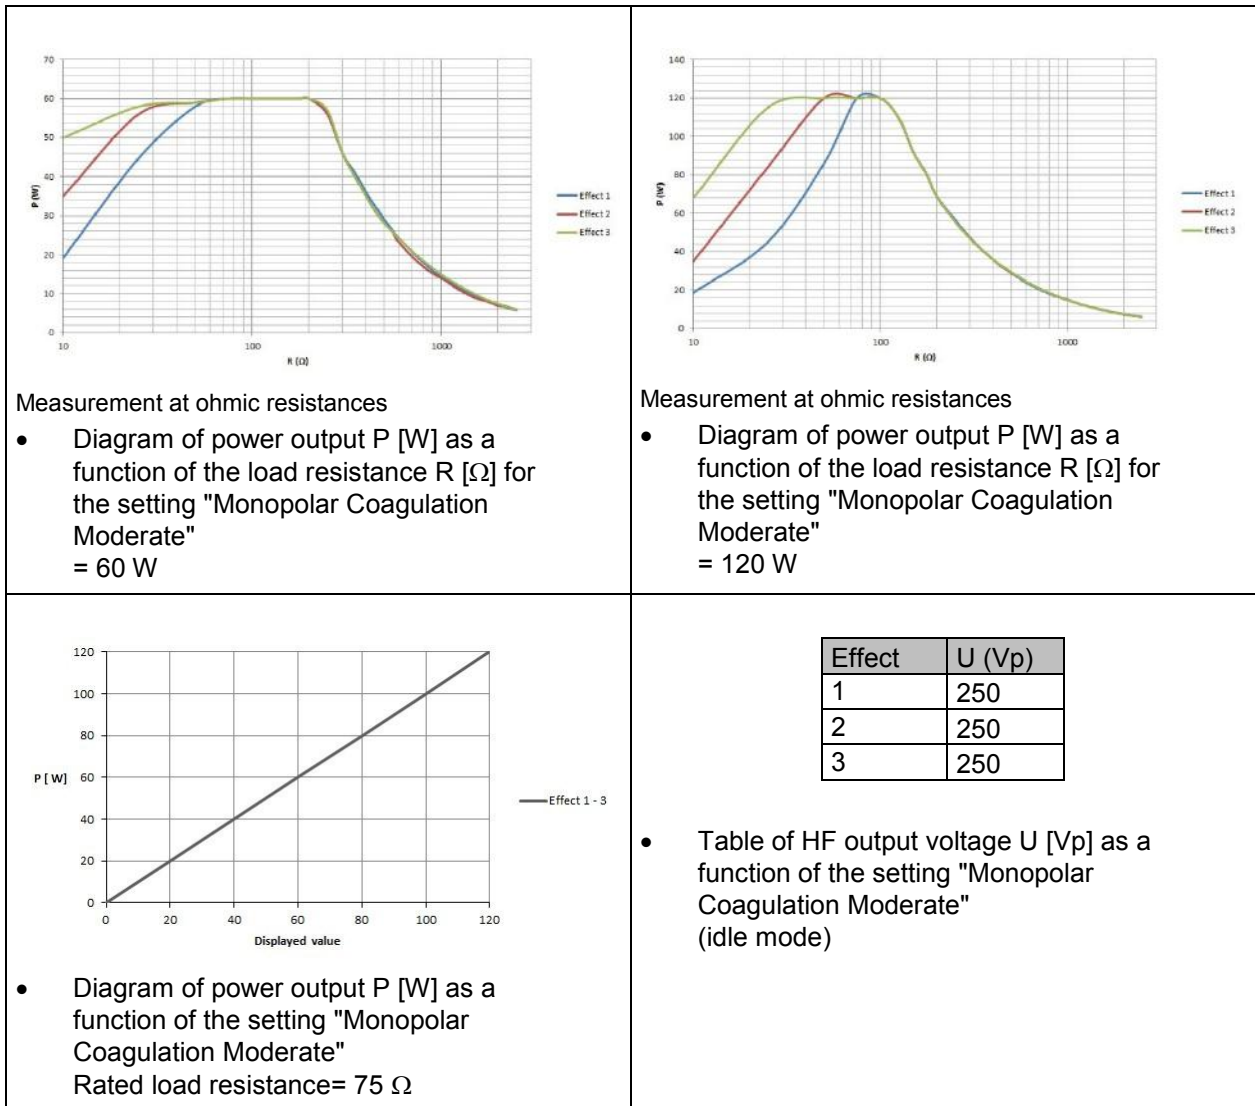 70
60
50
40
30
20
10
0
P (W)
10
100
1000
R (Ω)
Effect 1
Effect 2
Effect 3
Measurement at ohmic resistances
• Diagram of power output P [W] as a
function of the load resistance R [Ω] for
the setting "Monopolar Coagulation
Moderate"
= 60 W
140
120
100
80
60
40
20
0
P (W)
10
100
1000
R (Ω)
Effect 1
Effect 2
Effect 3
Measurement at ohmic resistances
• Diagram of power output P [W] as a
function of the load resistance R [Ω] for
the setting "Monopolar Coagulation
Moderate"
= 120 W
120
100
80
P [ W] 60
40
20
0
0 20 40 60 80 100 120
Displayed value
Effect 1 - 3
• Diagram of power output P [W] as a
function of the setting "Monopolar
Coagulation Moderate"
Rated load resistance= 75 Ω
Effect U (Vp)
1 250
2 250
3 250
• Table of HF output voltage U [Vp] as a
function of the setting "Monopolar
Coagulation Moderate"
(idle mode)